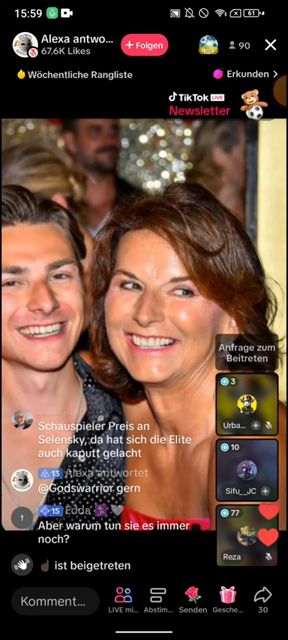 15:59
61
Alexa antwo...
67.6K Likes
+ Folgen
90
Wöchentliche Rangliste
Erkunden >
TikTok LIVE
Newsletter
Anfrage zum
Beitreten
3
Urba...
10
Sifu_JC
77
Reza
Schauspieler Preis an
Selensky, da hat sich die Elite
auch kaputt gelacht
13 Alexa antwortet
@Godswarrior gern
15 Edda
Aber warum tun sie es immer
noch?
ist beigetreten
Komment...
LIVE mi...
Abstim...
Senden
Gesche...
30